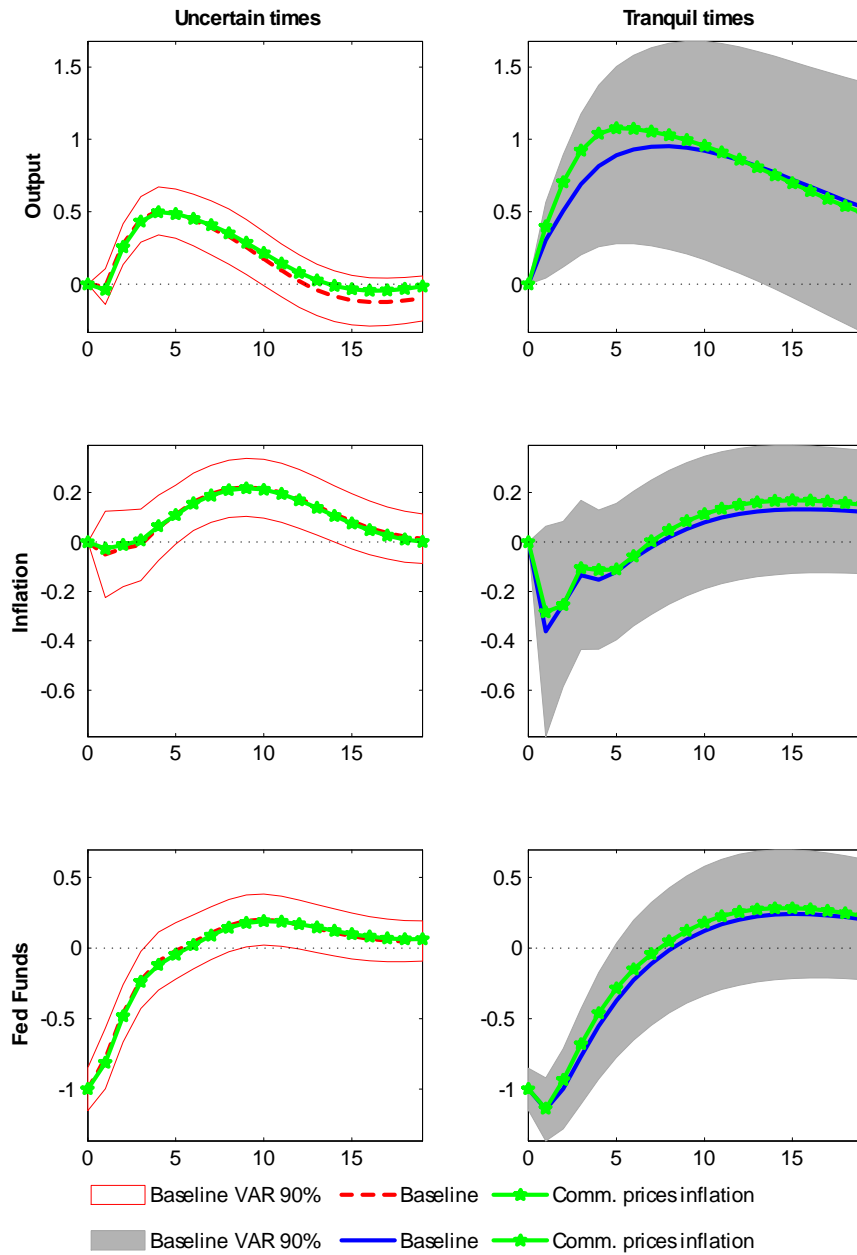 Uncertain times
Tranquil times
Output
1.5
1
0.5
0
0 5 10 15
1.5
1
0.5
0
0 5 10 15
Inflation
0.2
0
-0.2
-0.4
-0.6
0 5 10 15
0.2
0
-0.2
-0.4
-0.6
0 5 10 15
Fed Funds
0.5
0
-0.5
-1
0 5 10 15
0.5
0
-0.5
-1
0 5 10 15
Baseline VAR 90% Baseline Comm. prices inflation
Baseline VAR 90% Baseline Comm. prices inflation